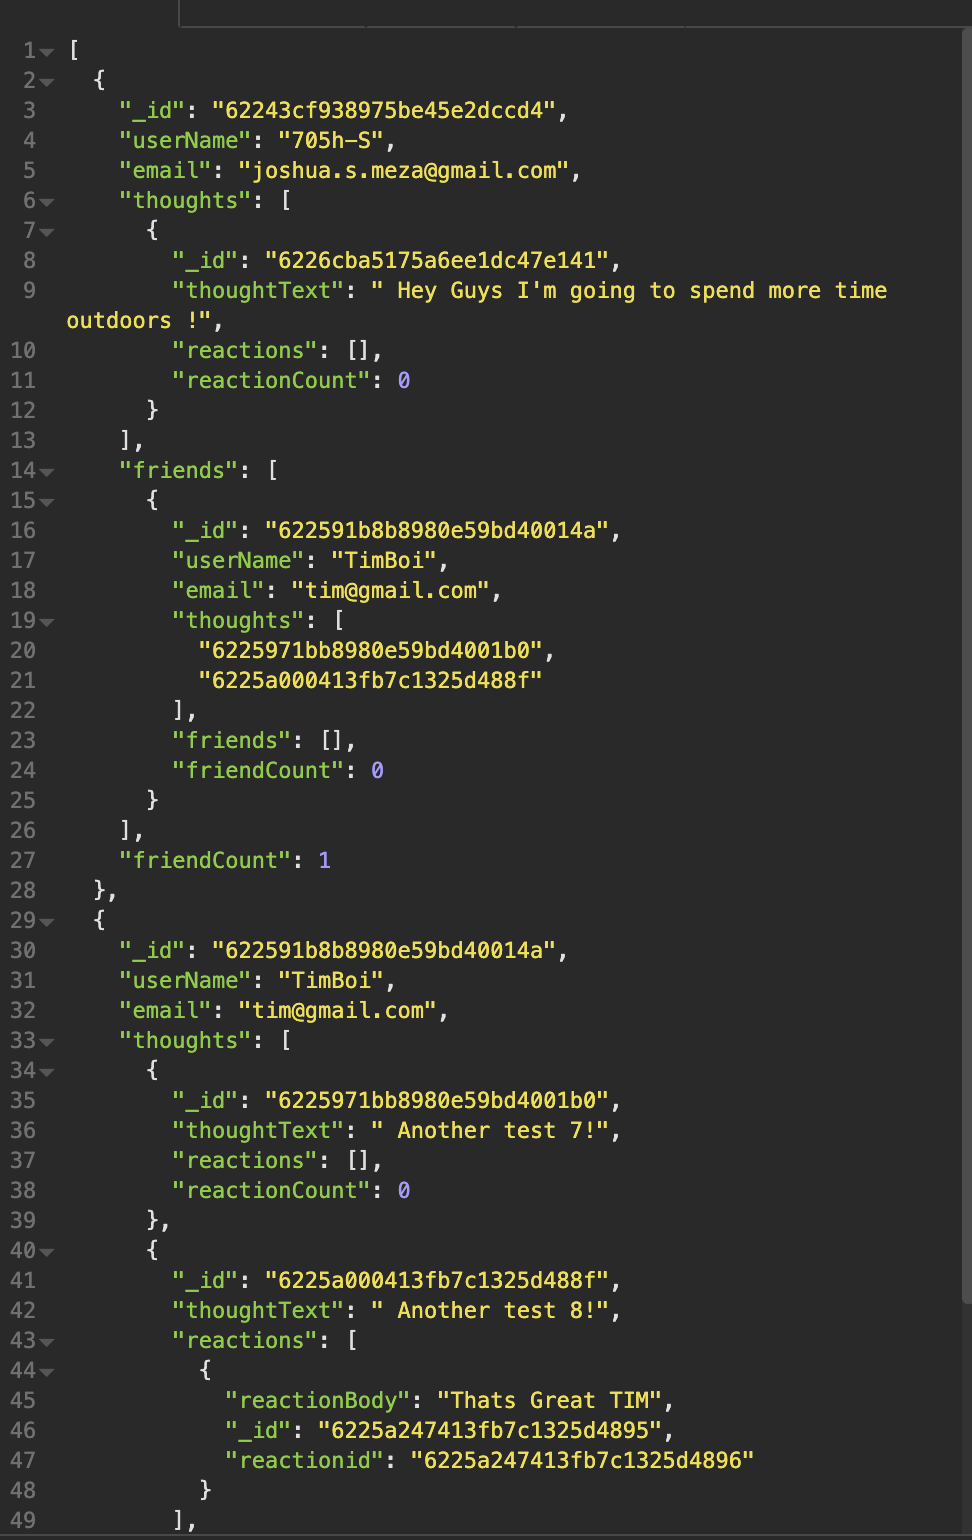 1 [
2 {
3 "_id": "62243cf938975be45e2dccd4",
4 "userName": "705h-S",
5 "email": "joshua.s.meza@gmail.com",
6 "thoughts": [
7 {
8 "_id": "6226cba5175a6ee1dc47e141",
9 "thoughtText": " Hey Guys I'm going to spend more time
outdoors !",
10 "reactions": [],
11 "reactionCount": 0
12 }
13 ],
14 "friends": [
15 {
16 "_id": "622591b8b8980e59bd40014a",
17 "userName": "TimBoi",
18 "email": "tim@gmail.com",
19 "thoughts": [
20 "6225971bb8980e59bd4001b0",
21 "6225a000413fb7c1325d488f"
22 ],
23 "friends": [],
24 "friendCount": 0
25 }
26 ],
27 "friendCount": 1
28 },
29 {
30 "_id": "622591b8b8980e59bd40014a",
31 "userName": "TimBoi",
32 "email": "tim@gmail.com",
33 "thoughts": [
34 {
35 "_id": "6225971bb8980e59bd4001b0",
36 "thoughtText": " Another test 7!",
37 "reactions": [],
38 "reactionCount": 0
39 },
40 {
41 "_id": "6225a000413fb7c1325d488f",
42 "thoughtText": " Another test 8!",
43 "reactions": [
44 {
45 "reactionBody": "Thats Great TIM",
46 "_id": "6225a247413fb7c1325d4895",
47 "reactionid": "6225a247413fb7c1325d4896"
48 }
49 ],